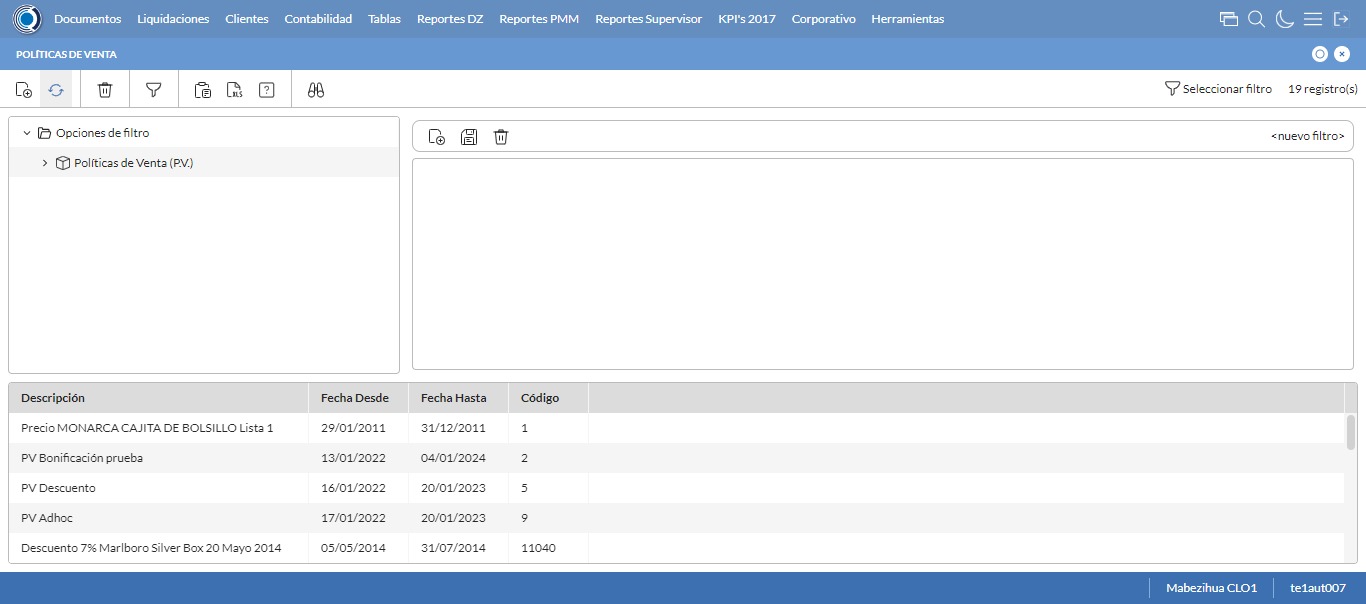 Documentos Liquidaciones Clientes Contabilidad Tablas Reportes DZ Reportes PMM Reportes Supervisor KPI's 2017 Corporativo Herramientas
POLÍTICAS DE VENTA
XLS ? Seleccionar filtro 19 registro(s)
Opciones de filtro
<nuevo filtro>
Políticas de Venta (P.V.)
Descripción Fecha Desde Fecha Hasta Código
Precio MONARCA CAJITA DE BOLSILLO Lista 1 29/01/2011 31/12/2011 1
PV Bonificación prueba 13/01/2022 04/01/2024 2
PV Descuento 16/01/2022 20/01/2023 5
PV Adhoc 17/01/2022 20/01/2023 9
Descuento 7% Marlboro Silver Box 20 Mayo 2014 05/05/2014 31/07/2014 11040
Mabezihua CLO1 te1aut007